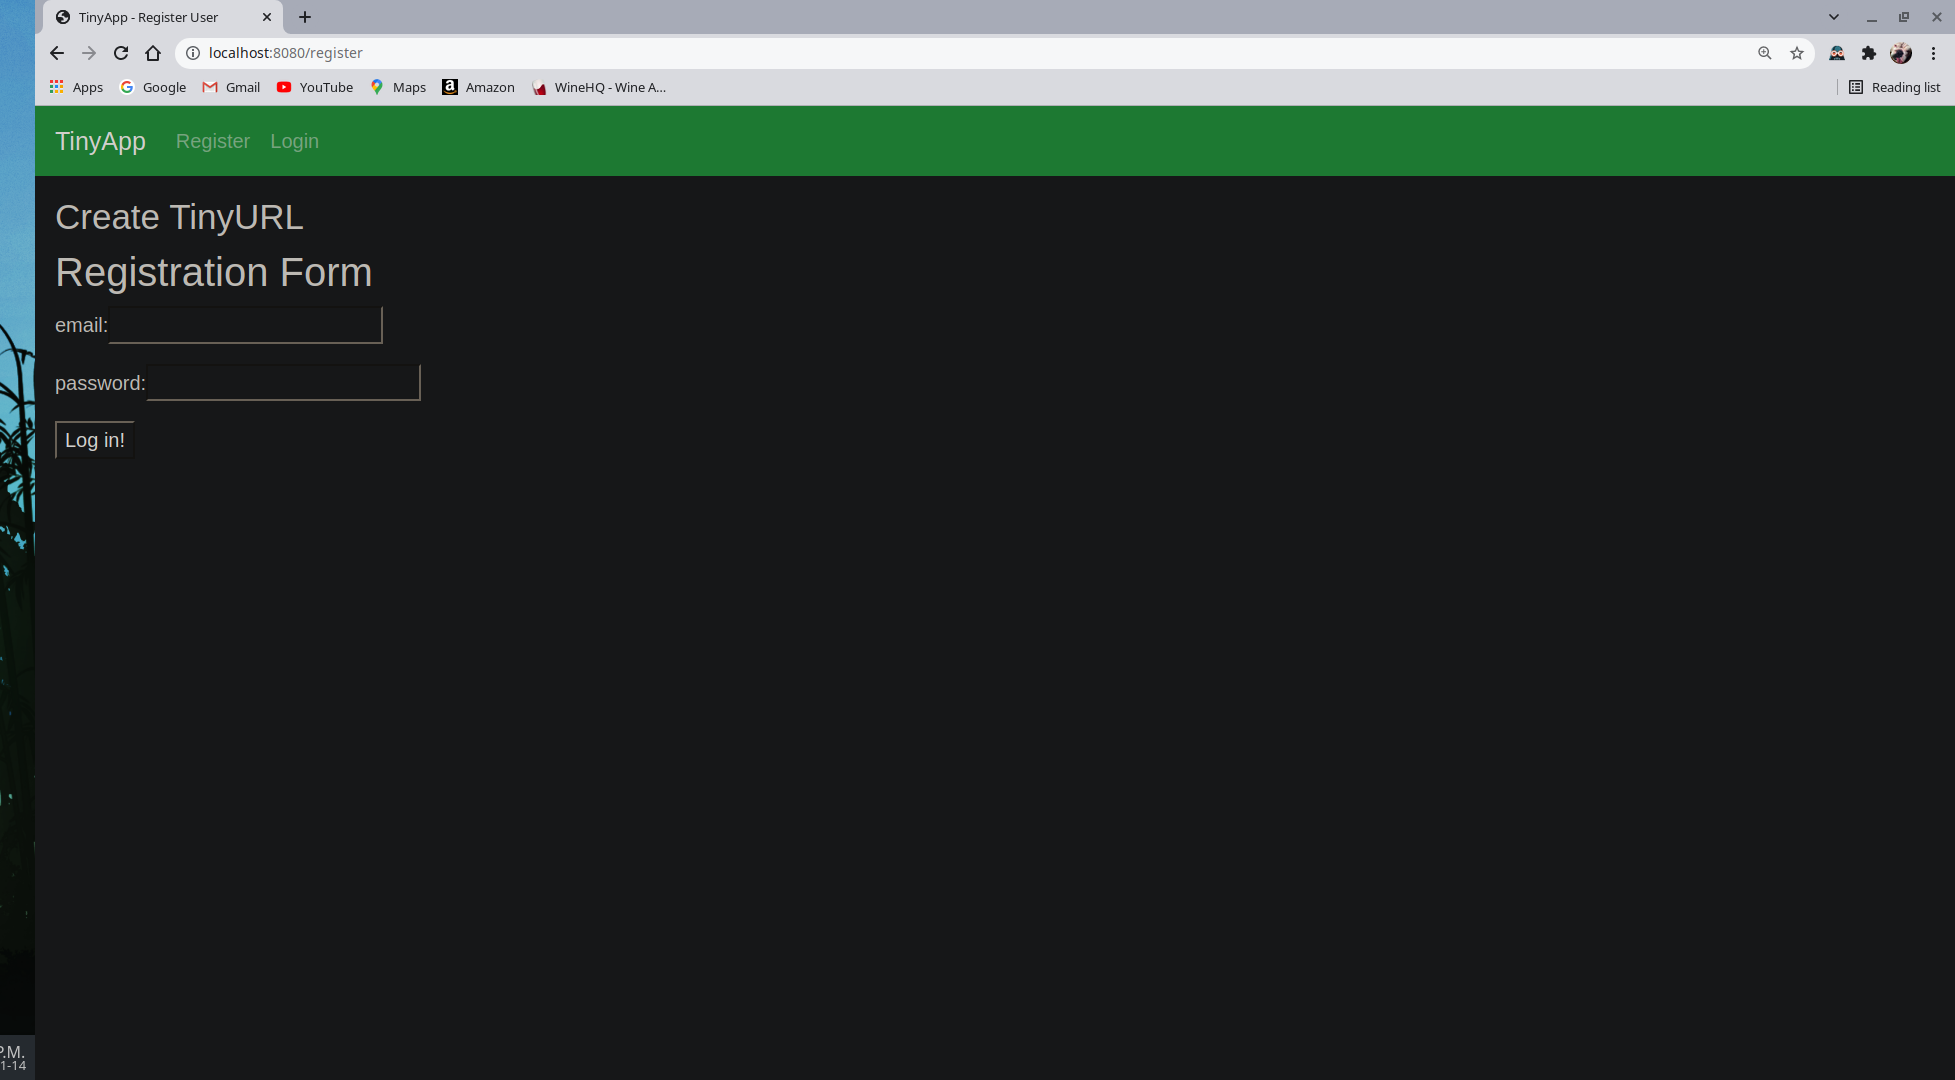 TinyApp - Register User
localhost:8080/register
Apps Google Gmail YouTube Maps Amazon WineHQ - Wine A... Reading list
TinyApp Register Login
Create TinyURL
Registration Form
email:
password:
Log in!
P.M.
1-14